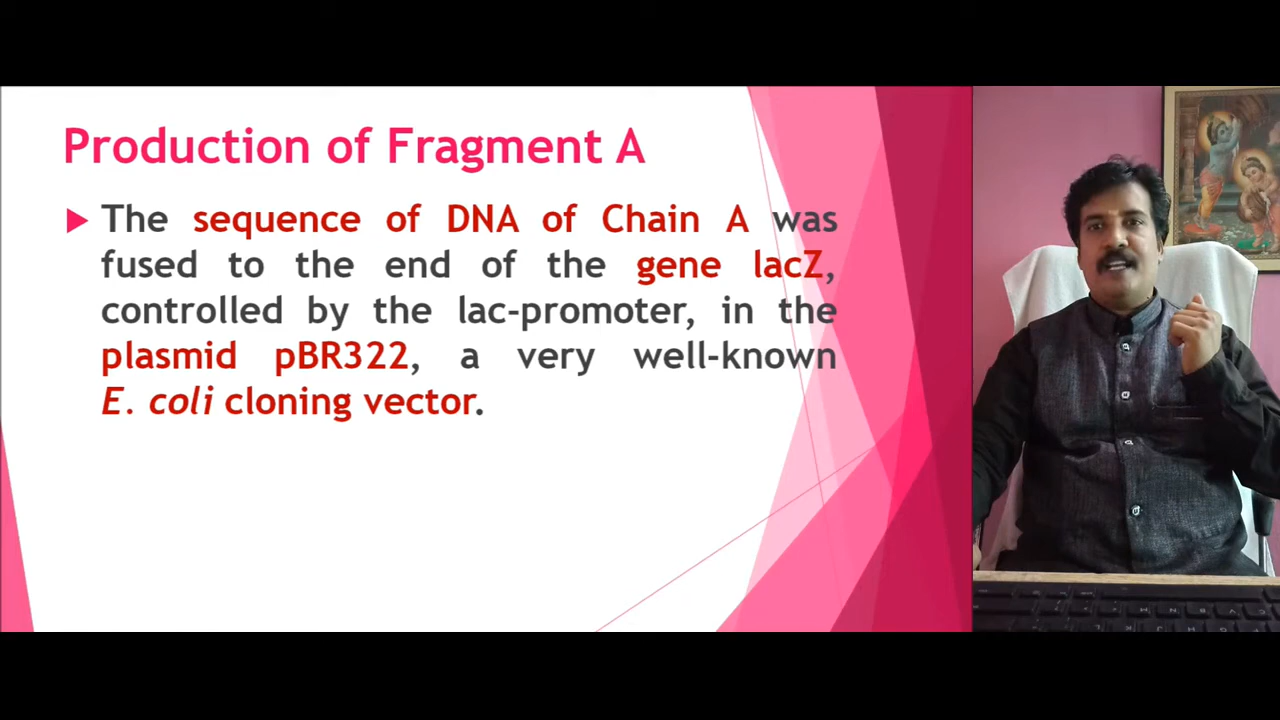 Production of Fragment A
The sequence of DNA of Chain A was
fused to the end of the gene lacZ,
controlled by the lac-promoter, in the
plasmid pBR322, a very well-known
E. coli cloning vector.